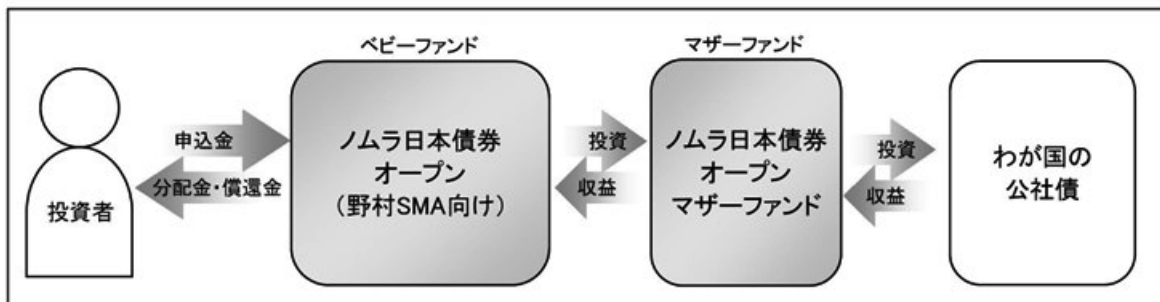 ベビーファンド
マザーファンド
投資者
申込金
分配金・償還金
ノムラ日本債券
オープン
（野村SMA向け）
投資
収益
ノムラ日本債券
オープン
マザーファンド
投資
収益
わが国の
公社債